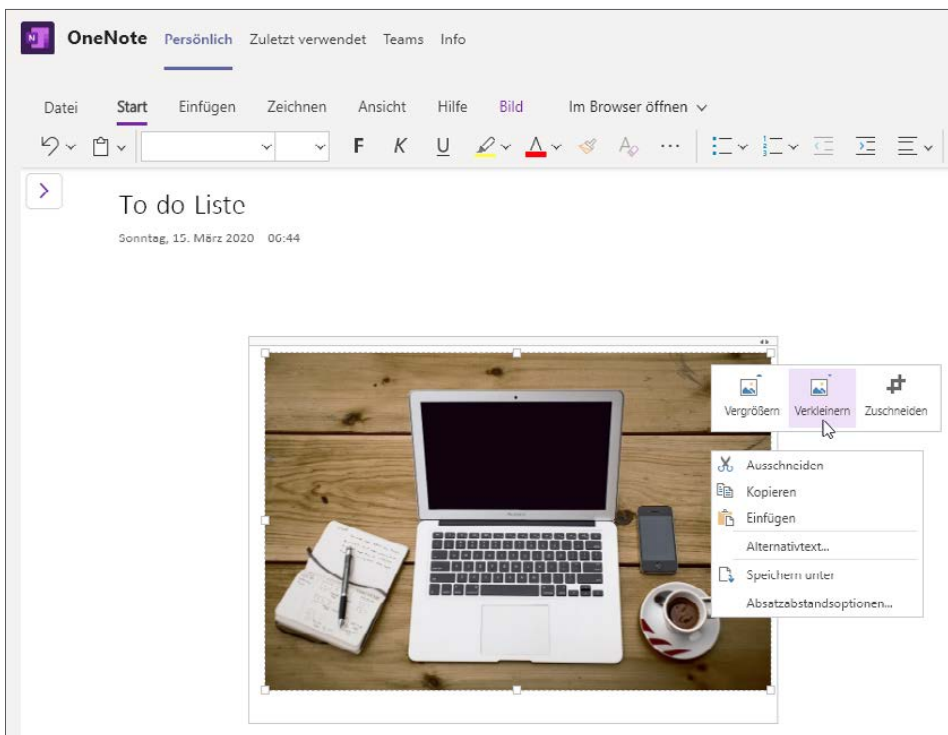 OneNote Persönlich Zuletzt verwendet Teams Info
Datei Start Einfügen Zeichnen Ansicht Hilfe Bild Im Browser öffnen
F K U A A
To do Liste
Sonntag, 15. März 2020 06:44
Vergrößern Verkleinern Zuschneiden
Ausschneiden
Kopieren
Einfügen
Alternativtext...
Speichern unter
Absatzabstandsoptionen...